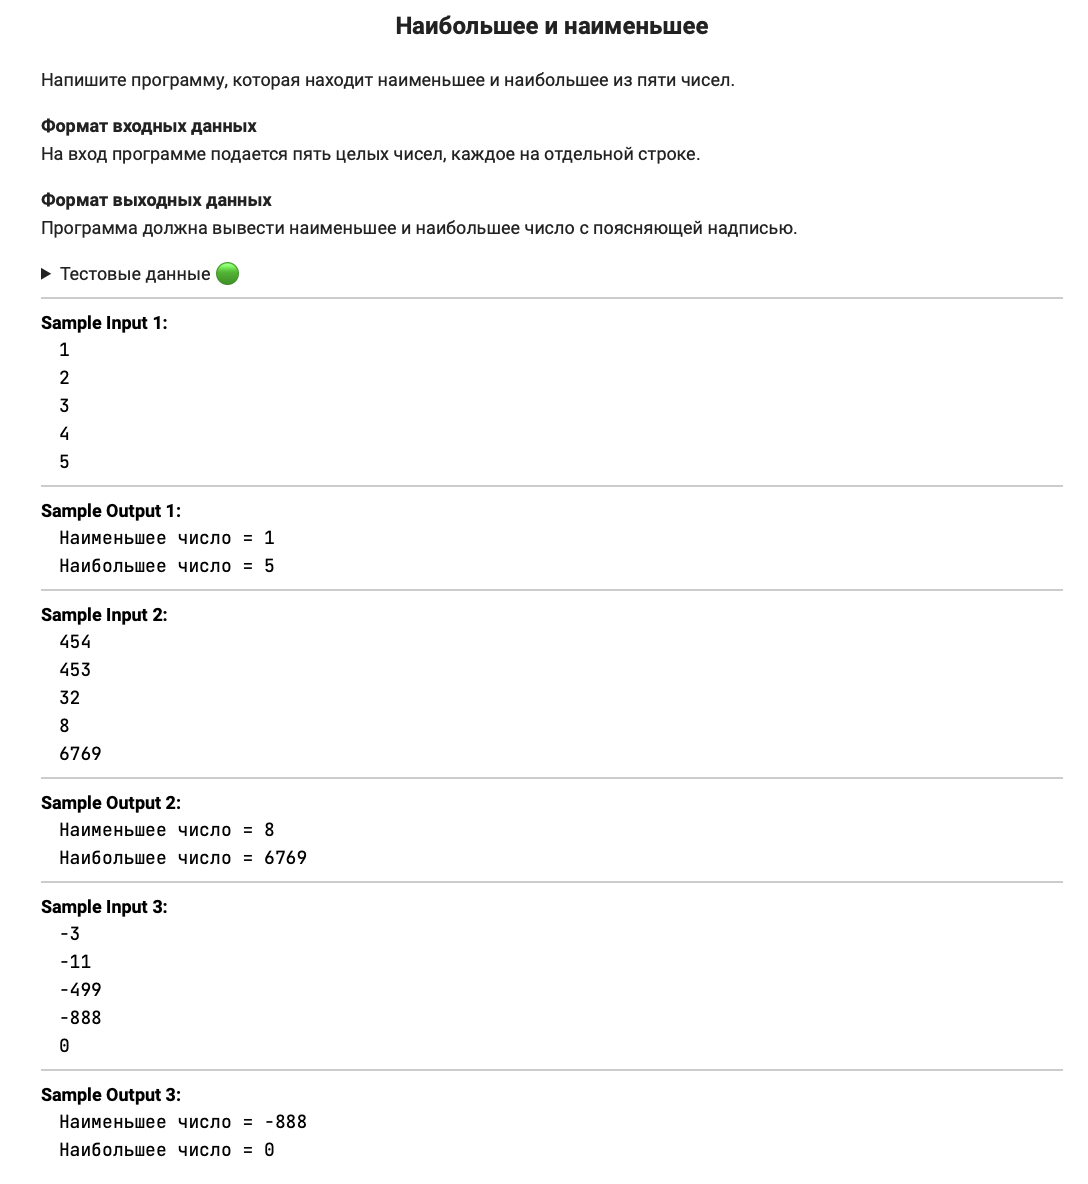 Наибольшее и наименьшее
Напишите программу, которая находит наименьшее и наибольшее из пяти чисел.
Формат входных данных
На вход программе подается пять целых чисел, каждое на отдельной строке.
Формат выходных данных
Программа должна вывести наименьшее и наибольшее число с поясняющей надписью.
Тестовые данные
Sample Input 1:
1
2
3
4
5
Sample Output 1:
Наименьшее число = 1
Наибольшее число = 5
Sample Input 2:
454
453
32
8
6769
Sample Output 2:
Наименьшее число = 8
Наибольшее число = 6769
Sample Input 3:
-3
-11
-499
-888
0
Sample Output 3:
Наименьшее число = -888
Наибольшее число = 0